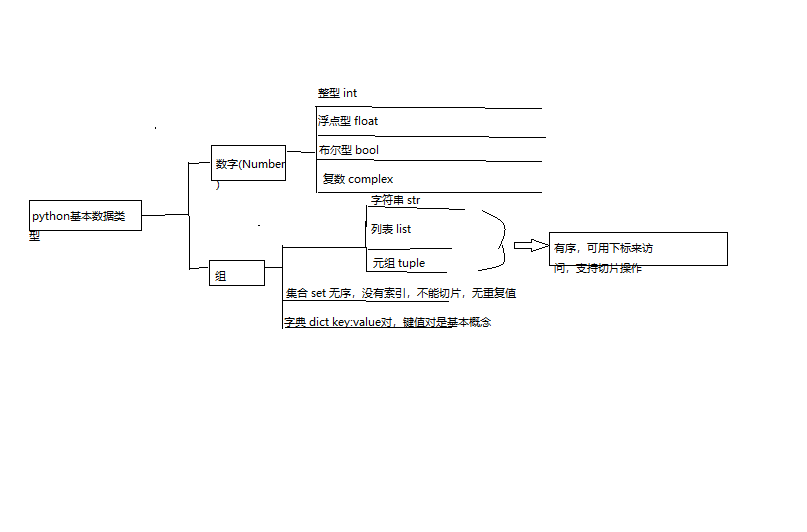 整型 int
浮点型 float
数字(Number
)
布尔型 bool
复数 complex
python基本数据类
型
字符串 str
列表 list
元组 tuple
有序，可用下标来访
问，支持切片操作
组
集合 set 无序，没有索引，不能切片，无重复值
字典 dict key:value对，键值对是基本概念